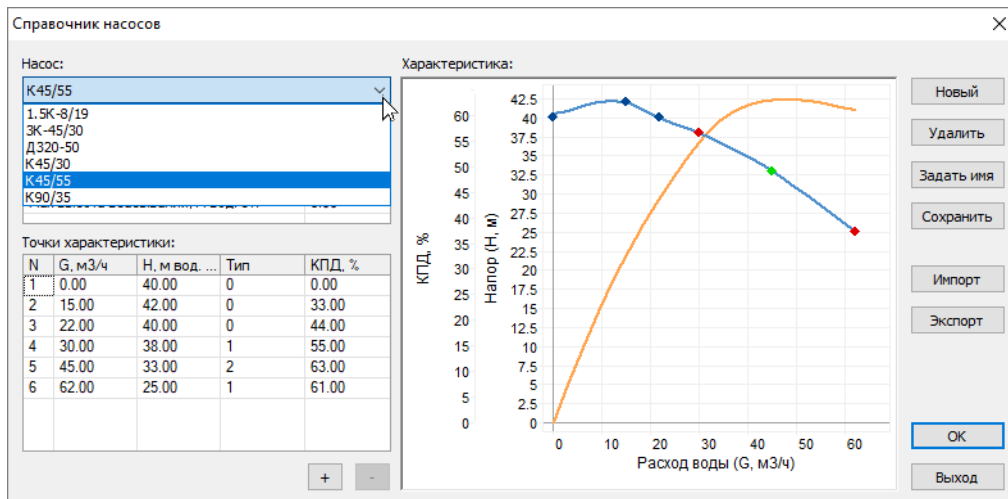 Справочник насосов
Насос:
К45/55
1.5К-8/19
3К-45/30
Д320-50
К45/30
К45/55
К90/35
Точки характеристики:
N G, м3/ч Н, м вод. ... Тип КПД, %
1 0.00 40.00 0 0.00
2 15.00 42.00 0 33.00
3 22.00 40.00 0 44.00
4 30.00 38.00 1 55.00
5 45.00 33.00 2 63.00
6 62.00 25.00 1 61.00
+ -
Характеристика:
КПД, %
60
55
50
45
40
35
30
25
20
15
10
5
0
Напор (Н, м)
42.5
40
37.5
35
32.5
30
27.5
25
22.5
20
17.5
15
12.5
10
7.5
5
2.5
0
0 10 20 30 40 50 60
Расход воды (G, м3/ч)
Новый
Удалить
Задать имя
Сохранить
Импорт
Экспорт
ОК
Выход